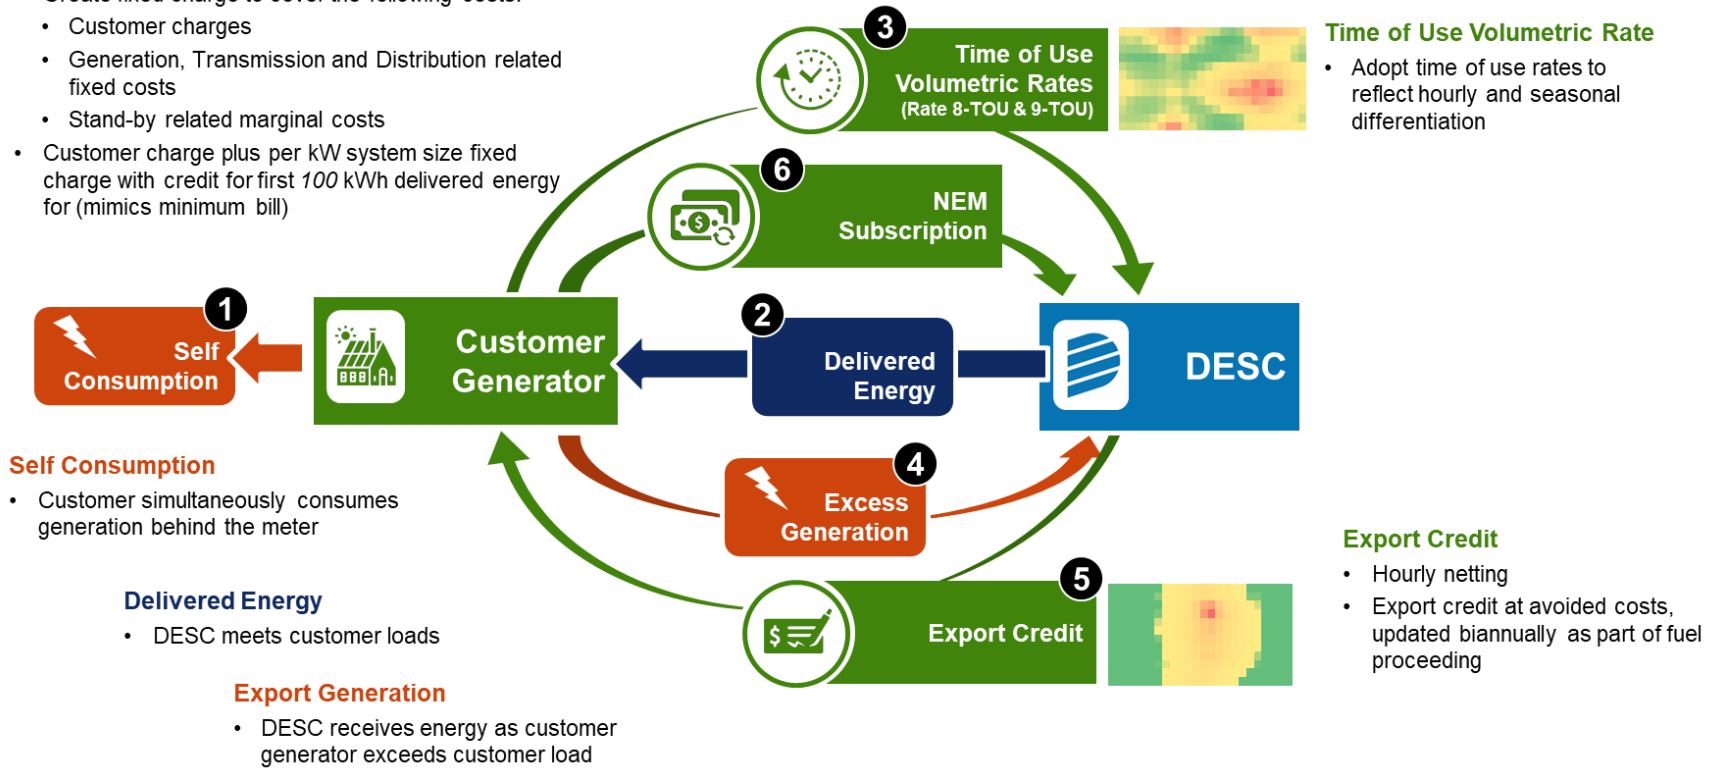 • Customer charges
• Generation, Transmission and Distribution related
fixed costs
• Stand-by related marginal costs
• Customer charge plus per kW system size fixed
charge with credit for first 100 kWh delivered energy
for (mimics minimum bill)
3
Time of Use
Volumetric Rates
(Rate 8-TOU & 9-TOU)
Time of Use Volumetric Rate
• Adopt time of use rates to
reflect hourly and seasonal
differentiation
6
NEM
Subscription
1
Self
Consumption
Customer
Generator
2
Delivered
Energy
DESC
Self Consumption
• Customer simultaneously consumes
generation behind the meter
4
Excess
Generation
Delivered Energy
• DESC meets customer loads
5
Export Credit
Export Credit
• Hourly netting
• Export credit at avoided costs,
updated biannually as part of fuel
proceeding
Export Generation
• DESC receives energy as customer
generator exceeds customer load